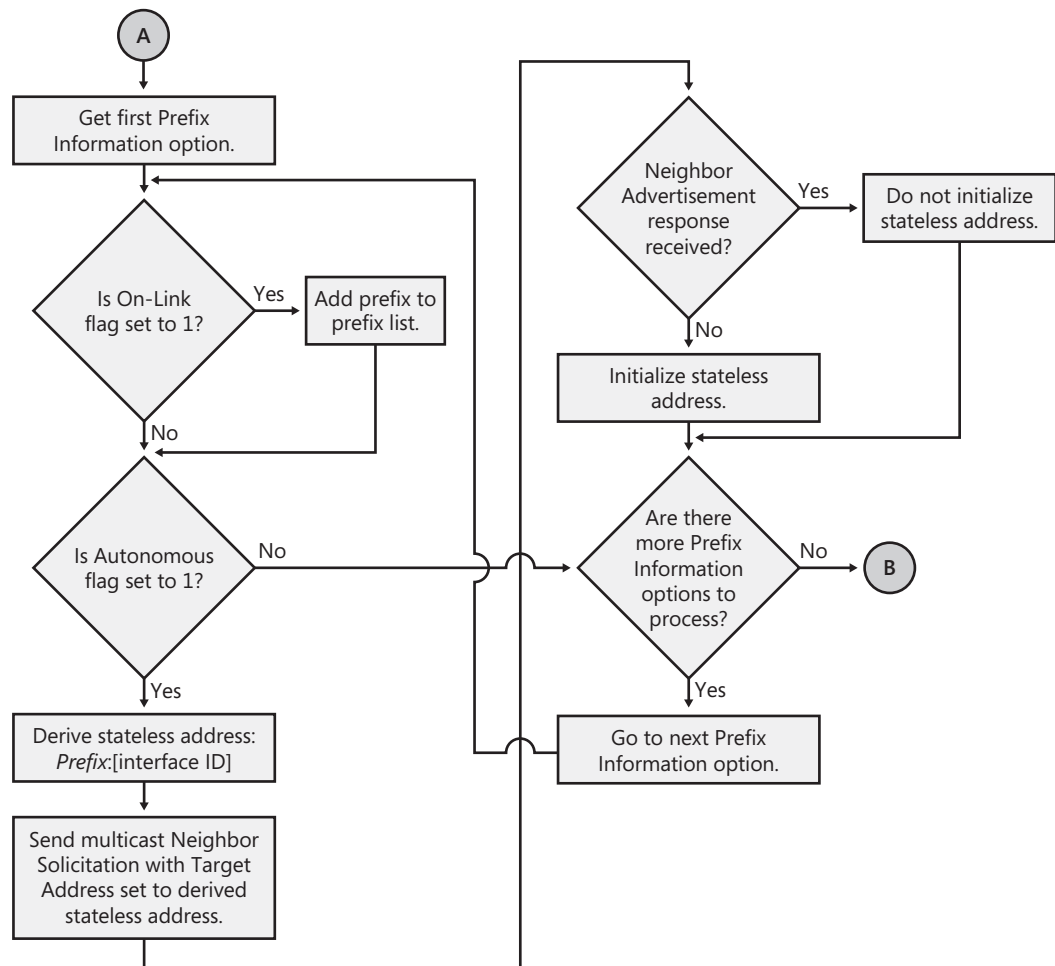 A
Get first Prefix
Information option.
Is On-Link
flag set to 1?
Yes
Add prefix to
prefix list.
No
Is Autonomous
flag set to 1?
No
Yes
Derive stateless address:
Prefix:[interface ID]
Send multicast Neighbor
Solicitation with Target
Address set to derived
stateless address.
Neighbor
Advertisement
response
received?
Yes
Do not initialize
stateless address.
No
Initialize stateless
address.
Are there
more Prefix
Information
options to
process?
No
B
Yes
Go to next Prefix
Information option.